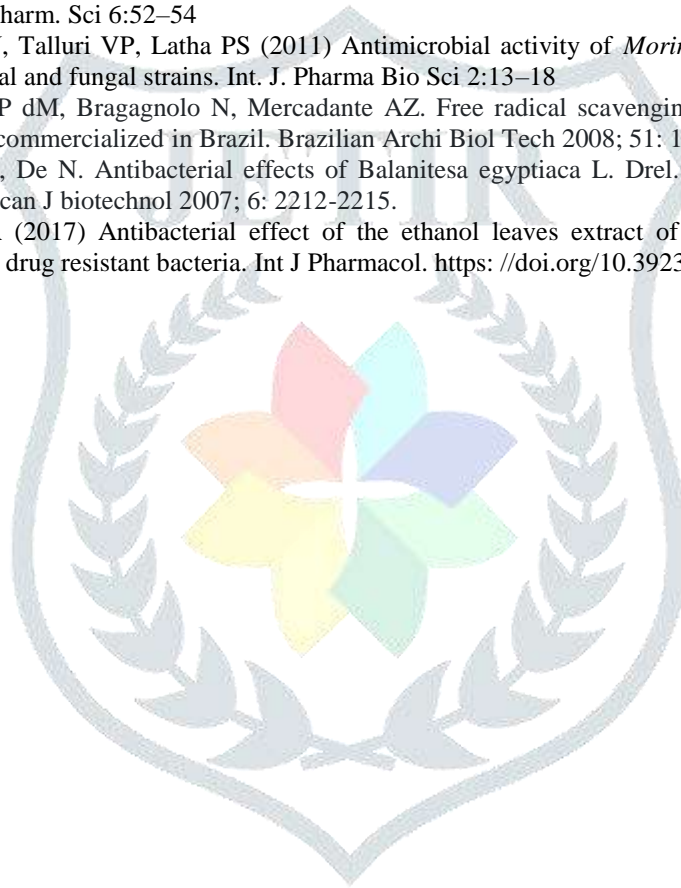 harm. Sci 6:52–54
, Talluri VP, Latha PS (2011) Antimicrobial activity of Morin
al and fungal strains. Int. J. Pharma Bio Sci 2:13–18
P dM, Bragagnolo N, Mercadante AZ. Free radical scavengin
commercialized in Brazil. Brazilian Archi Biol Tech 2008; 51: 1
, De N. Antibacterial effects of Balanitesa egyptiaca L. Drel.
can J biotechnol 2007; 6: 2212-2215.
(2017) Antibacterial effect of the ethanol leaves extract of
drug resistant bacteria. Int J Pharmacol. https: //doi.org/10.3923
JETIR